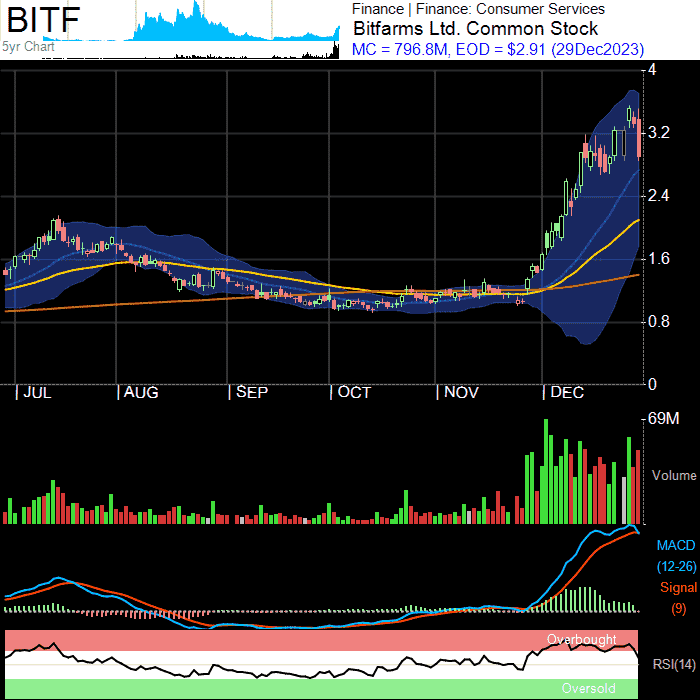 BITF
5yr Chart
Finance | Finance: Consumer Services
Bitfarms Ltd. Common Stock
MC = 796.8M, EOD = $2.91 (29Dec2023)
4
3.2
2.4
1.6
0.8
0
JUL AUG SEP OCT NOV DEC
69M
Volume
MACD
(12-26)
Signal
(9)
Overbought
RSI(14)
Oversold